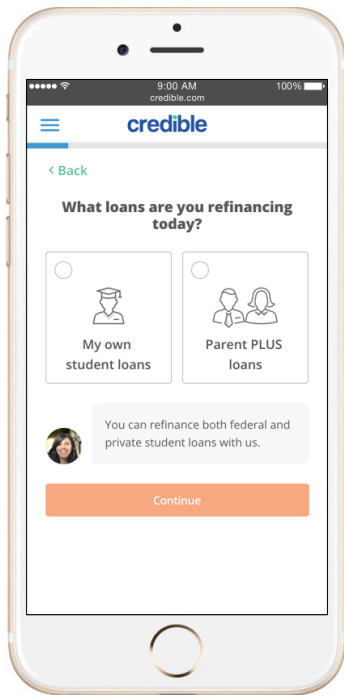 9:00 AM
100%
credible.com
credible
< Back
What loans are you refinancing
today?
My own
student loans
Parent PLUS
loans
You can refinance both federal and
private student loans with us.
Continue